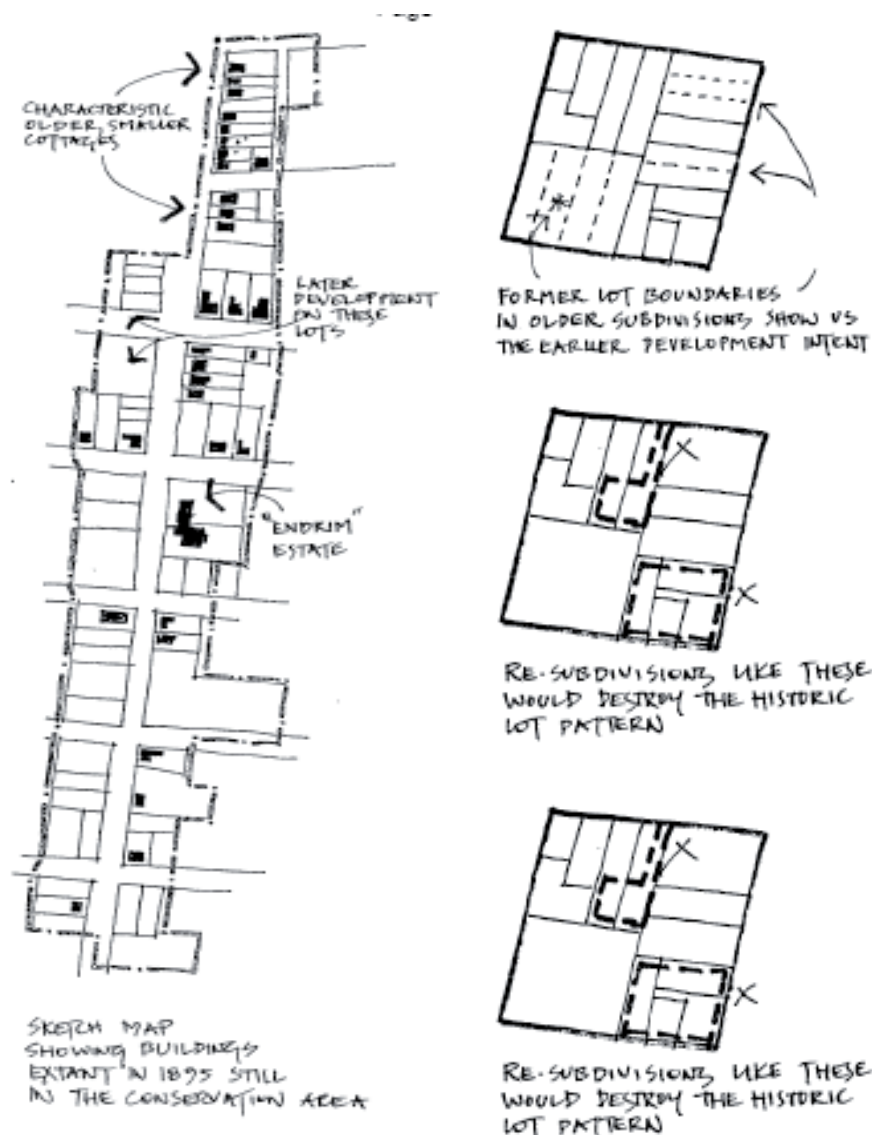 CHARACTERISTIC
OLDER, SMALLER
COTTAGES
LATER
DEVELOPMENT
ON THESE
LOTS
"ENDRIM"
ESTATE
SKETCH MAP
SHOWING BUILDINGS
EXTANT IN 1895 STILL
IN THE CONSERVATION AREA
FORMER LOT BOUNDARIES
IN OLDER SUBDIVISIONS SHOW US
THE EARLIER DEVELOPMENT INTENT
RE-SUBDIVISIONS LIKE THESE
WOULD DESTROY THE HISTORIC
LOT PATTERN
RE-SUBDIVISIONS LIKE THESE
WOULD DESTROY THE HISTORIC
LOT PATTERN